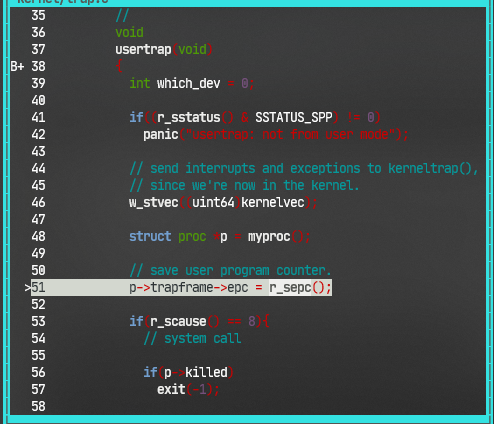 kernel/trap.c
35 //
36 void
37 usertrap(void)
B+ 38 {
39 int which_dev = 0;
40
41 if((r_sstatus() & SSTATUS_SPP) != 0)
42 panic("usertrap: not from user mode");
43
44 // send interrupts and exceptions to kerneltrap(),
45 // since we're now in the kernel.
46 w_stvec((uint64)kernelvec);
47
48 struct proc *p = myproc();
49
50 // save user program counter.
>51 p->trapframe->epc = r_sepc();
52
53 if(r_scause() == 8){
54 // system call
55
56 if(p->killed)
57 exit(-1);
58